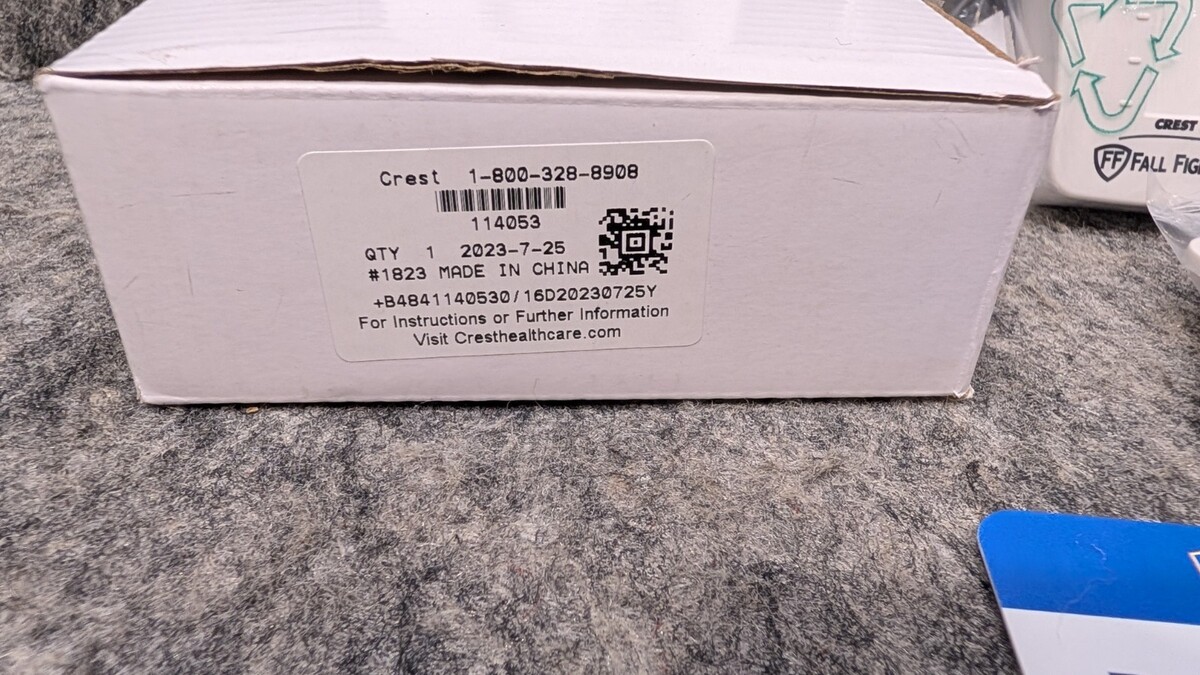 Crest 1-800-328-8908
114053
QTY 1 2023-7-25
#1823 MADE IN CHINA
+B4841140530/16D20230725Y
For Instructions or Further Information
Visit Cresthealthcare.com
CREST
FF FALL